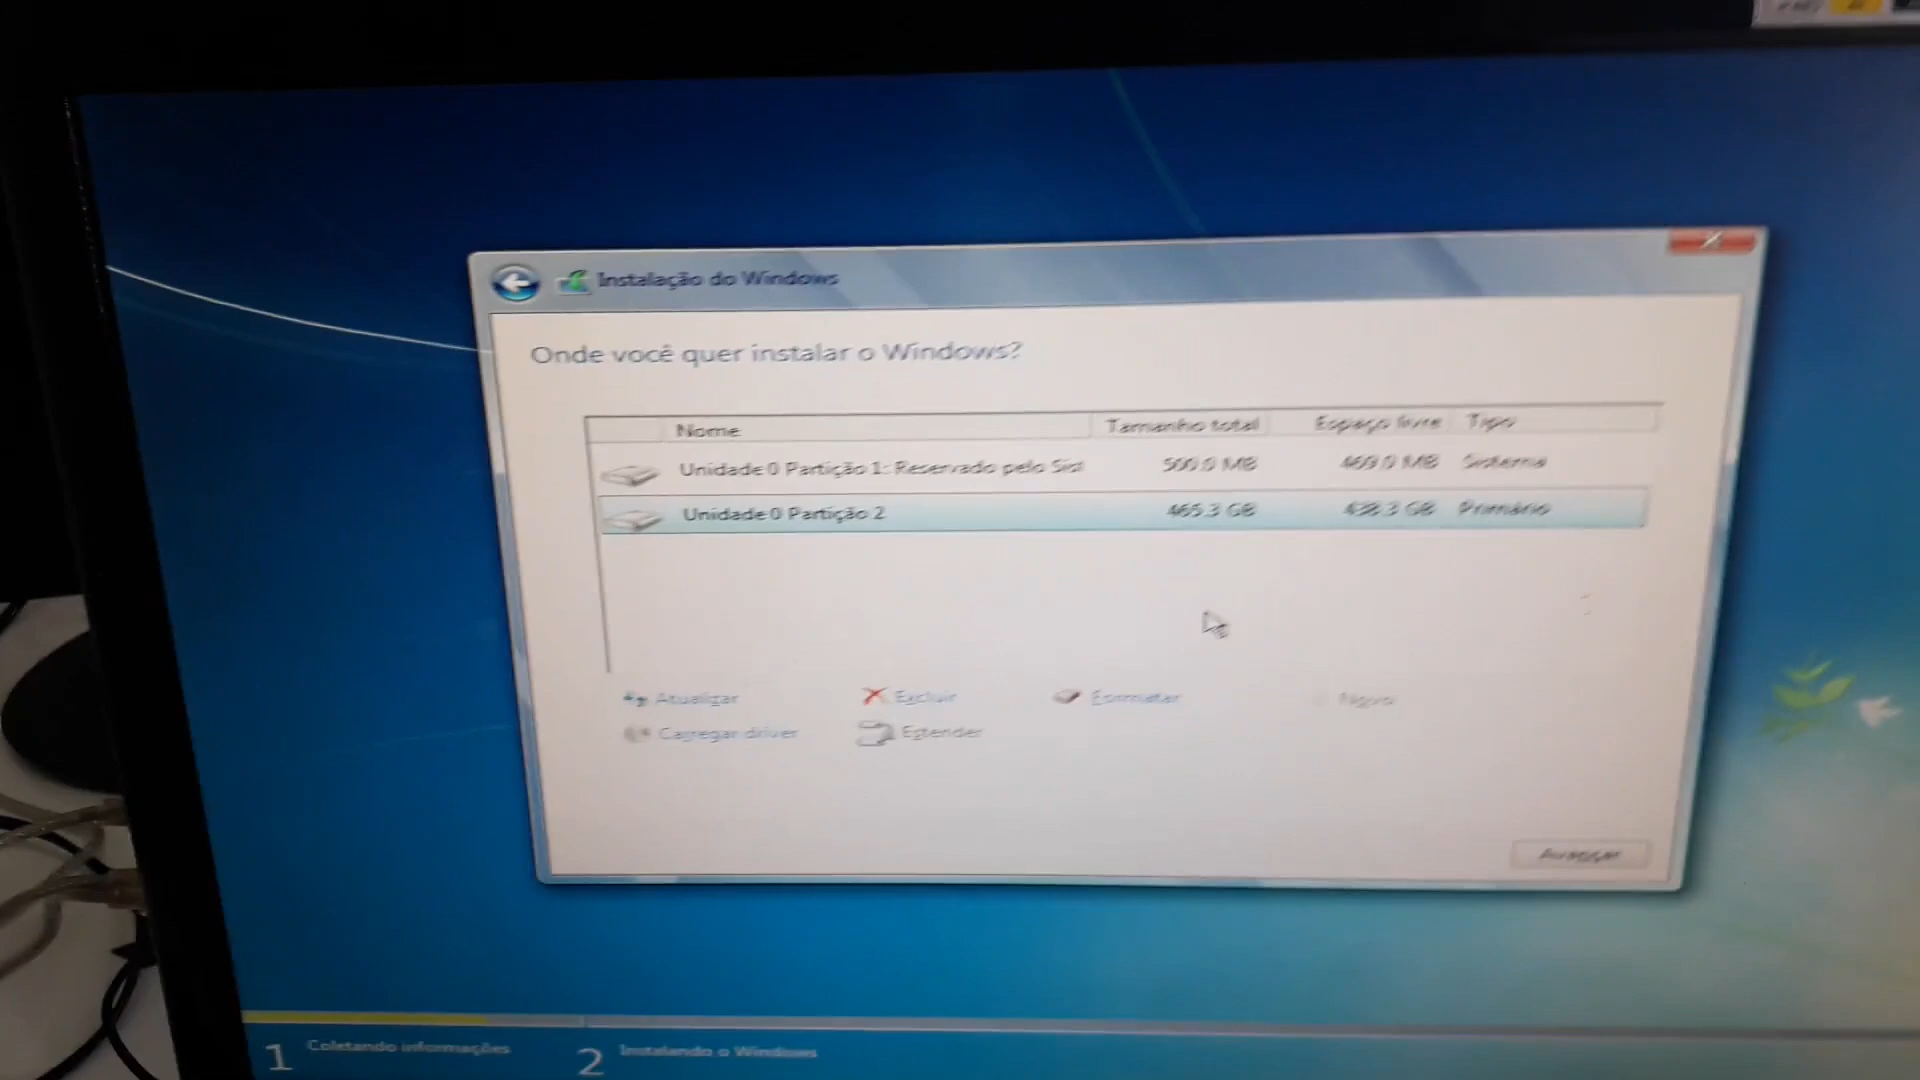 Instalação do Windows
Onde você quer instalar o Windows?
Nome Tamanho total Espaço livre Tipo
Unidade 0 Partição 1: Reservado pelo Sist 500.0 MB 469.0 MB Sistema
Unidade 0 Partição 2 465.3 GB 438.3 GB Primário
Atualizar Excluir Formatar Novo
Carregar driver Estender
Avançar
1 Coletando informações 2 Instalando o Windows